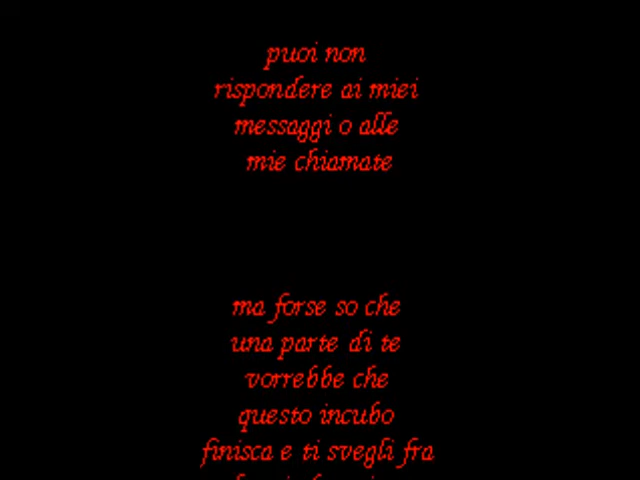 puoi non
rispondere ai miei
messaggi o alle
mie chiamate
ma forse so che
una parte di te
vorrebbe che
questo incubo
finisca e ti svegli fra